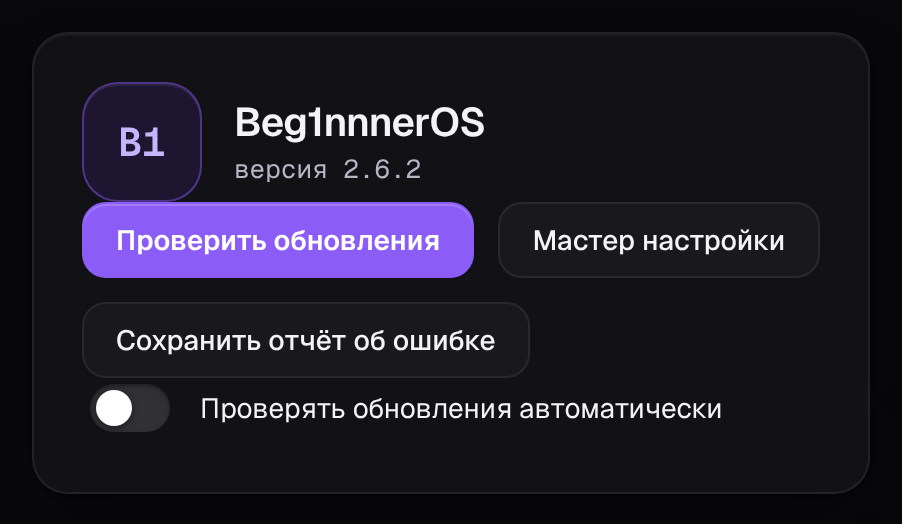 B1
Beg1nnnerOS
версия 2.6.2
Проверить обновления
Мастер настройки
Сохранить отчёт об ошибке
Проверять обновления автоматически